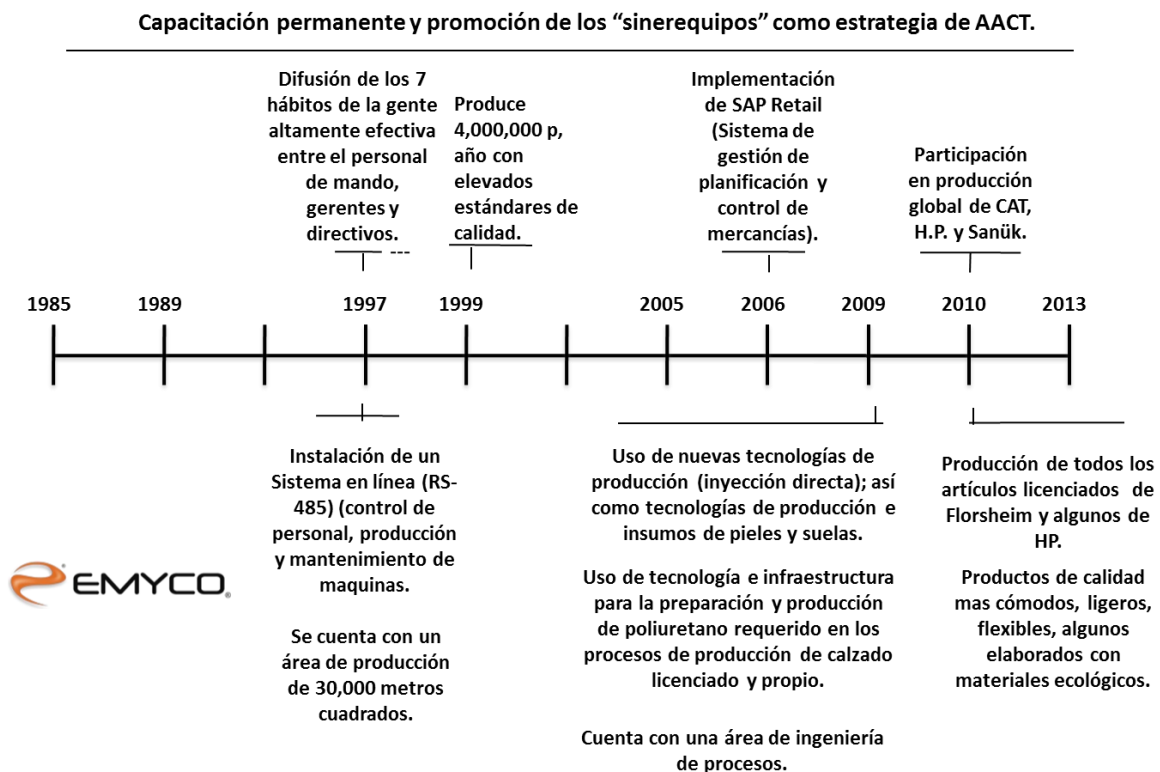 Capacitación permanente y promoción de los “sinerequipos” como estrategia de AACT.
Difusión de los 7
hábitos de la gente
altamente efectiva
entre el personal
de mando,
gerentes y
directivos.
Produce
4,000,000 p,
año con
elevados
estándares de
calidad.
Implementación
de SAP Retail
(Sistema de
gestión de
planificación y
control de
mercancías).
Participación
en producción
global de CAT,
H.P. y Sanük.
1985
1989
1997
1999
2005
2006
2009
2010
2013
Instalación de un
Sistema en línea (RS-
485) (control de
personal, producción
y mantenimiento de
maquinas.
Se cuenta con un
área de producción
de 30,000 metros
cuadrados.
Uso de nuevas tecnologías de
producción (inyección directa); así
como tecnologías de producción e
insumos de pieles y suelas.
Uso de tecnología e infraestructura
para la preparación y producción
de poliuretano requerido en los
procesos de producción de calzado
licenciado y propio.
Cuenta con una área de ingeniería
de procesos.
Producción de todos los
artículos licenciados de
Florsheim y algunos de
HP.
Productos de calidad
mas cómodos, ligeros,
flexibles, algunos
elaborados con
materiales ecológicos.
EMYCO®